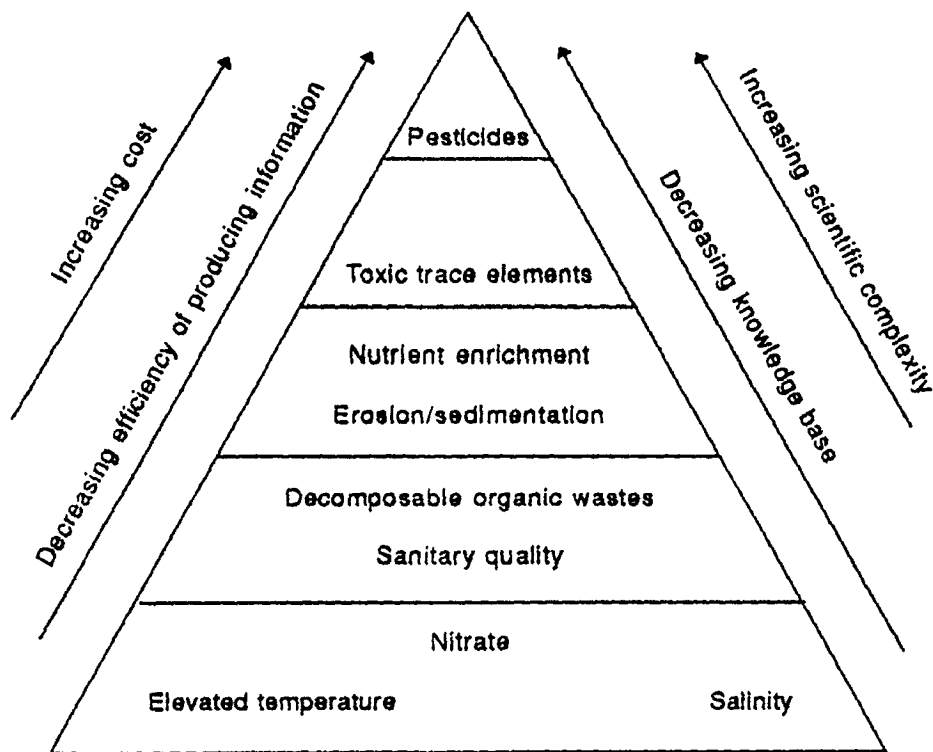 Increasing cost
Decreasing efficiency of producing information
Pesticides
Toxic trace elements
Nutrient enrichment
Erosion/sedimentation
Decomposable organic wastes
Sanitary quality
Nitrate
Elevated temperature
Salinity
Decreasing knowledge base
Increasing scientific complexity